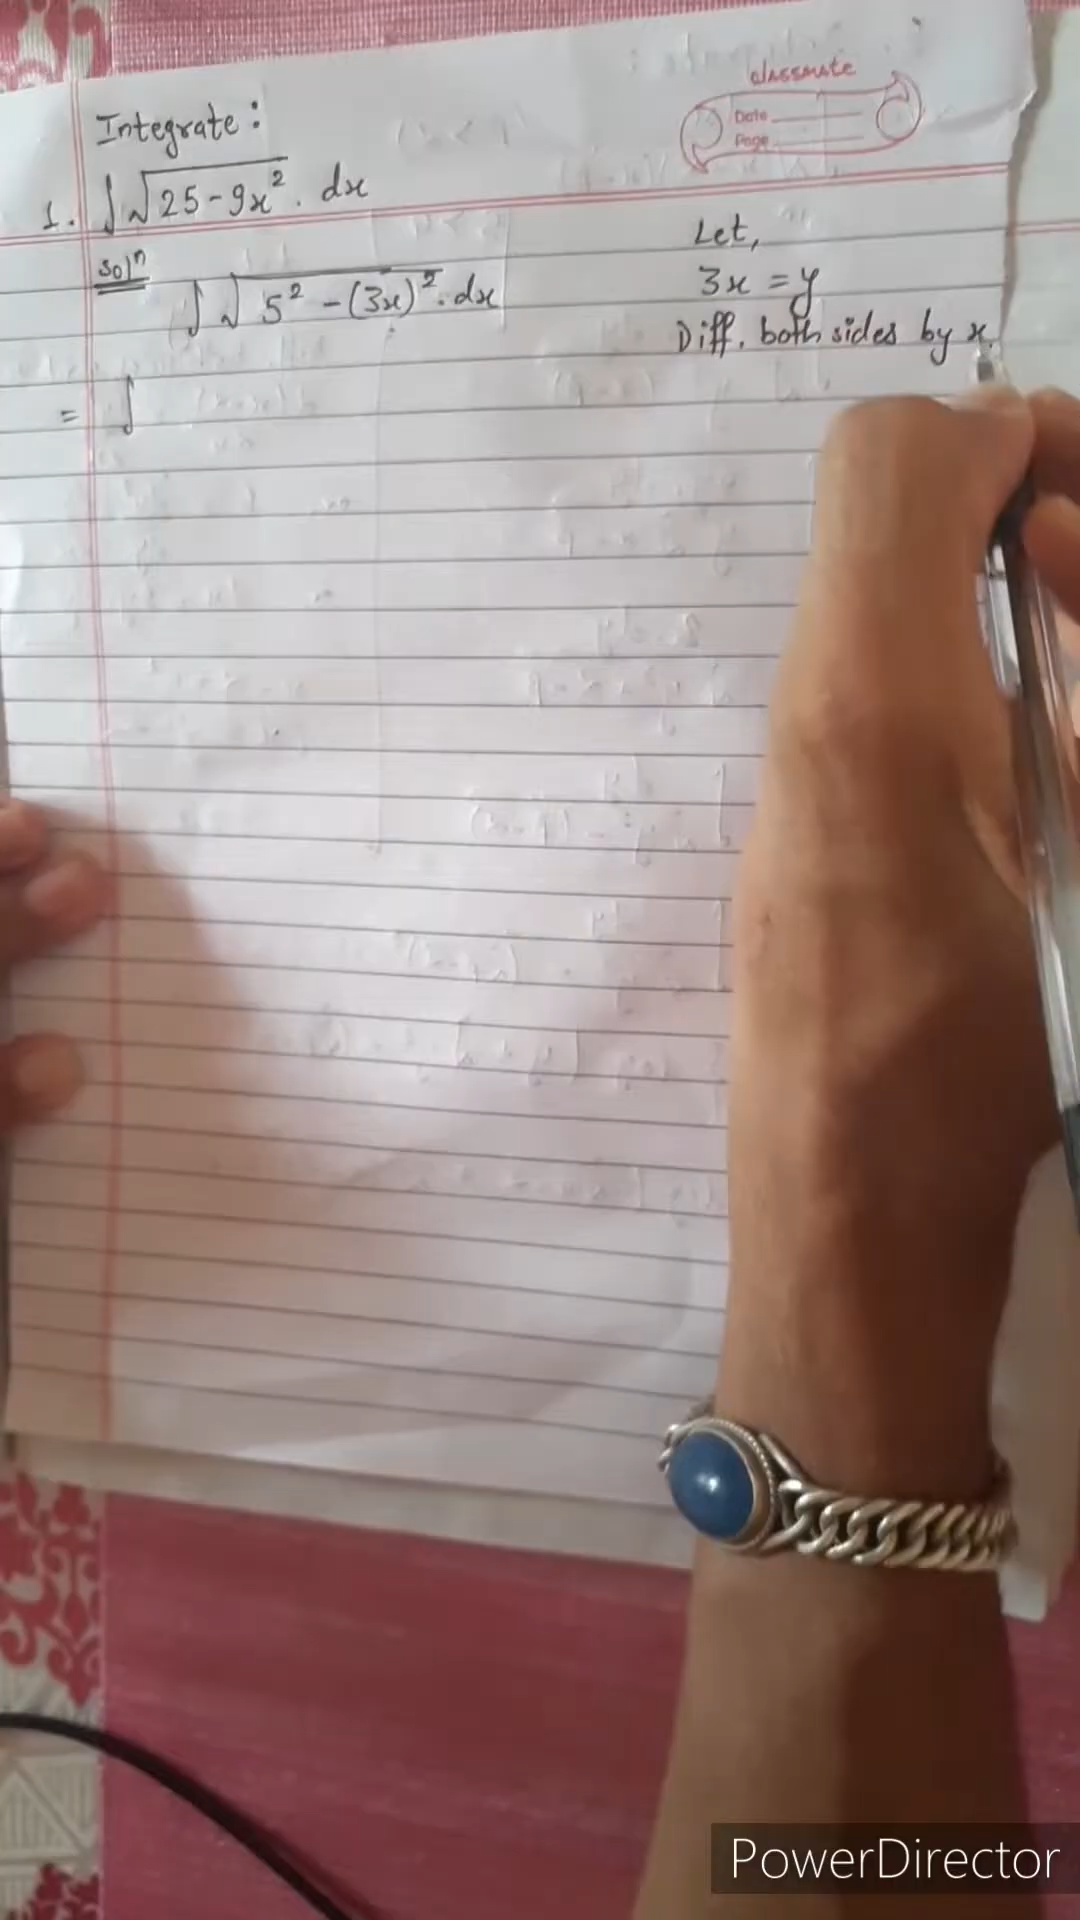 classmate
Date
Page
Integrate:
1. ∫√25-9x². dx
Solⁿ
∫√5² -(3x)². dx
Let,
3x = y
Diff. both sides by x.
= ∫
PowerDirector